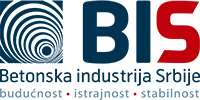 BIS
Betonska industrija Srbije
budućnost • istrajnost • stabilnost